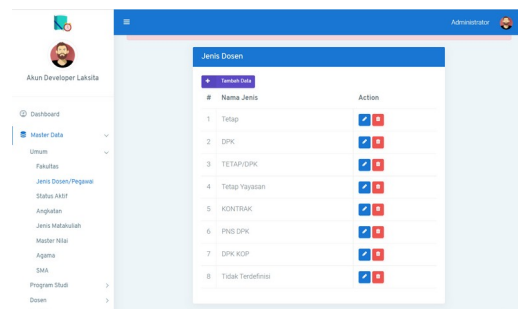 Administrator
Akun Developer Laksita
Dashboard
Master Data
Umum
Fakultas
Jenis Dosen/Pegawai
Status Aktif
Angkatan
Jenis Matakuliah
Master Nilai
Agama
SMA
Program Studi
Dosen
Jenis Dosen
+ Tambah Data
# Nama Jenis Action
1 Tetap
2 DPK
3 TETAP/DPK
4 Tetap Yayasan
5 KONTRAK
6 PNS DPK
7 DPK KOP
8 Tidak Terdefinisi